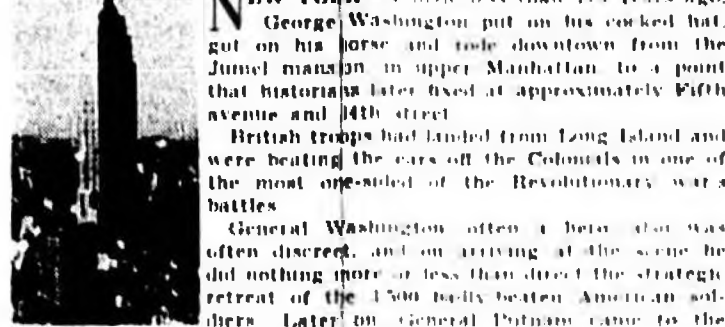 N
George Washington put on his cocked hat,
got on his horse and rode downtown from the
Jumel mansion in upper Manhattan to a point
that historians later fixed at approximately Fifth
avenue and street
British troops had landed from Long Island and
were beating the ears off the Colonials in one of
the most one-sided of the Revolutionary war's
battles
General Washington often a hero also was
often discreet, and on arriving at the scene he
did nothing more or less than direct the strategic
retreat of the badly beaten American sol-
diers Later on General Putnam came to the